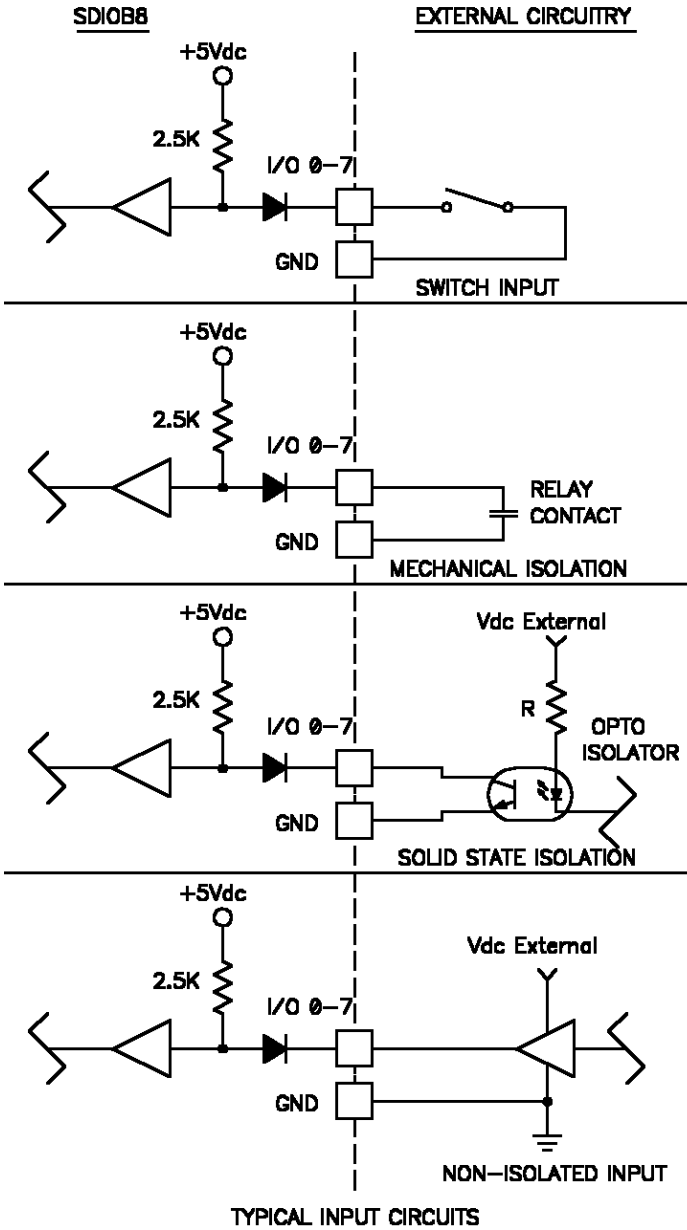 SDIOB8 EXTERNAL CIRCUITRY
+5Vdc
2.5K
I/O 0-7
GND
SWITCH INPUT
+5Vdc
2.5K
I/O 0-7
RELAY
CONTACT
GND
MECHANICAL ISOLATION
+5Vdc
Vdc External
2.5K
R
I/O 0-7
OPTO
ISOLATOR
GND
SOLID STATE ISOLATION
+5Vdc
Vdc External
2.5K
I/O 0-7
GND
NON-ISOLATED INPUT
TYPICAL INPUT CIRCUITS